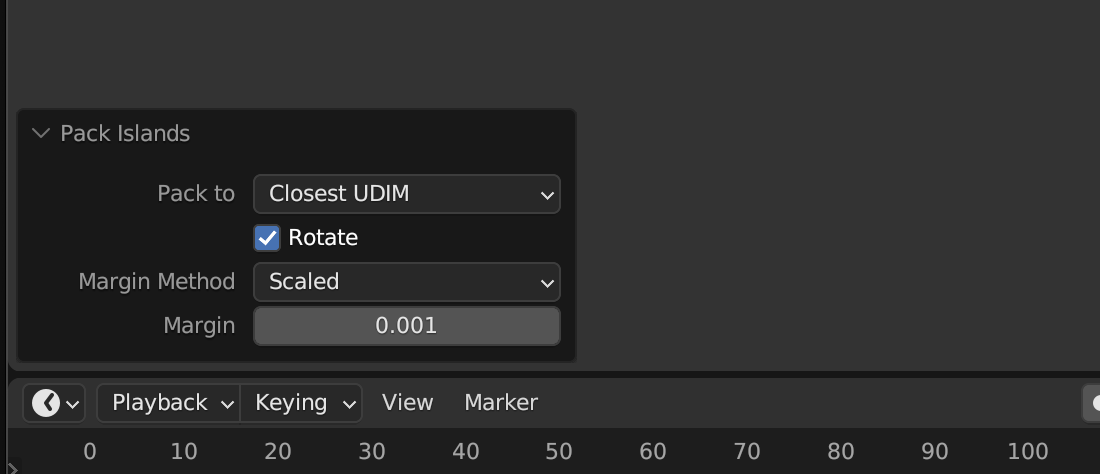 Pack Islands
Pack to Closest UDIM
Rotate
Margin Method Scaled
Margin 0.001
Playback Keying View Marker
0 10 20 30 40 50 60 70 80 90 100